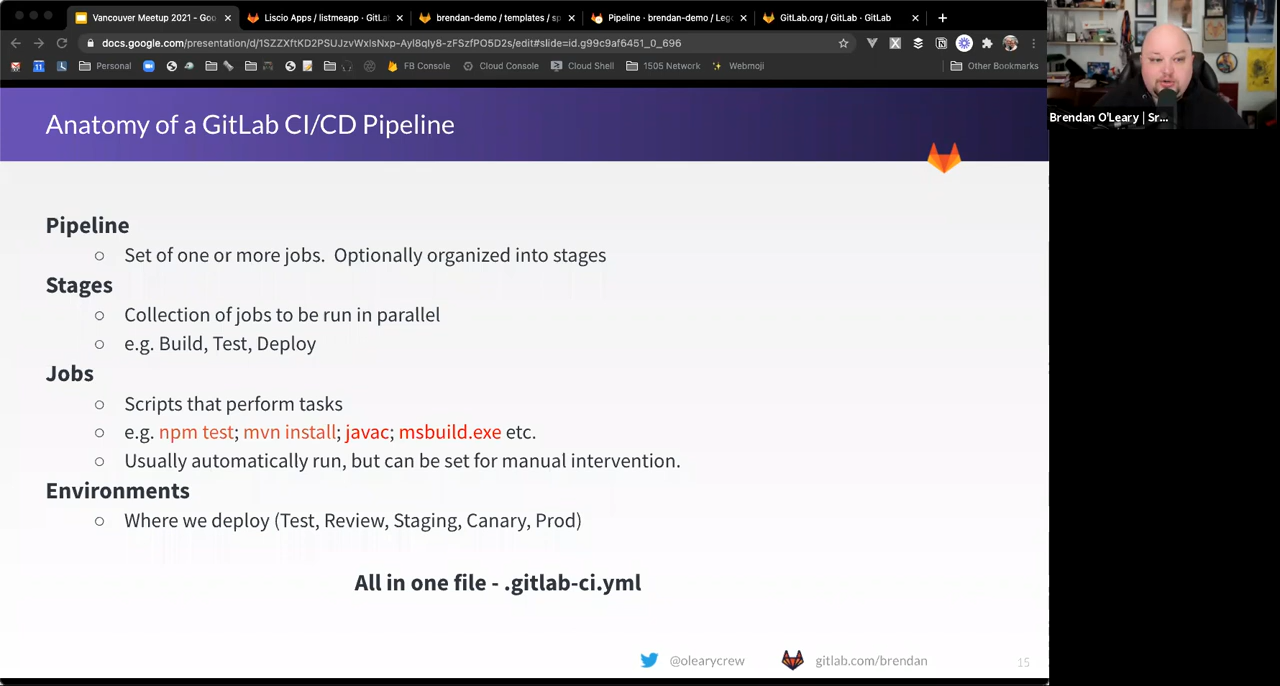 Vancouver Meetup 2021 - Goo
Liscio Apps / listmeapp · GitLa
brendan-demo / templates / sp
Pipeline · brendan-demo / Leg
GitLab.org / GitLab · GitLab
docs.google.com/presentation/d/1SZZXftKD2PSUJzvWxlsNxp-Ayl8qly8-zFSzfPO5D2s/edit#slide=id.g99c9af6451_0_696
Personal
FB Console
Cloud Console
Cloud Shell
1505 Network
Webmoji
Other Bookmarks
Brendan O'Leary | Sr...
Anatomy of a GitLab CI/CD Pipeline
Pipeline
○ Set of one or more jobs. Optionally organized into stages
Stages
○ Collection of jobs to be run in parallel
○ e.g. Build, Test, Deploy
Jobs
○ Scripts that perform tasks
○ e.g. npm test; mvn install; javac; msbuild.exe etc.
○ Usually automatically run, but can be set for manual intervention.
Environments
○ Where we deploy (Test, Review, Staging, Canary, Prod)
All in one file - .gitlab-ci.yml
@olearycrew
gitlab.com/brendan
15